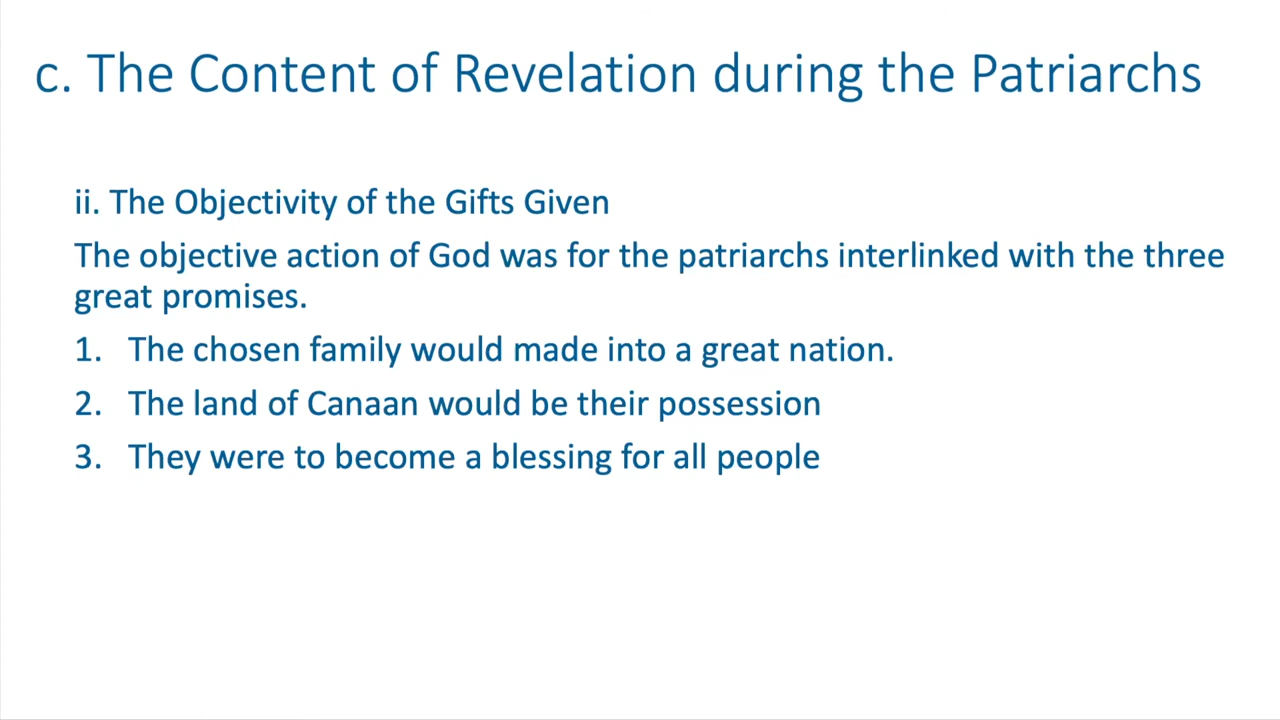 c. The Content of Revelation during the Patriarchs
ii. The Objectivity of the Gifts Given
The objective action of God was for the patriarchs interlinked with the three
great promises.
1. The chosen family would made into a great nation.
2. The land of Canaan would be their possession
3. They were to become a blessing for all people